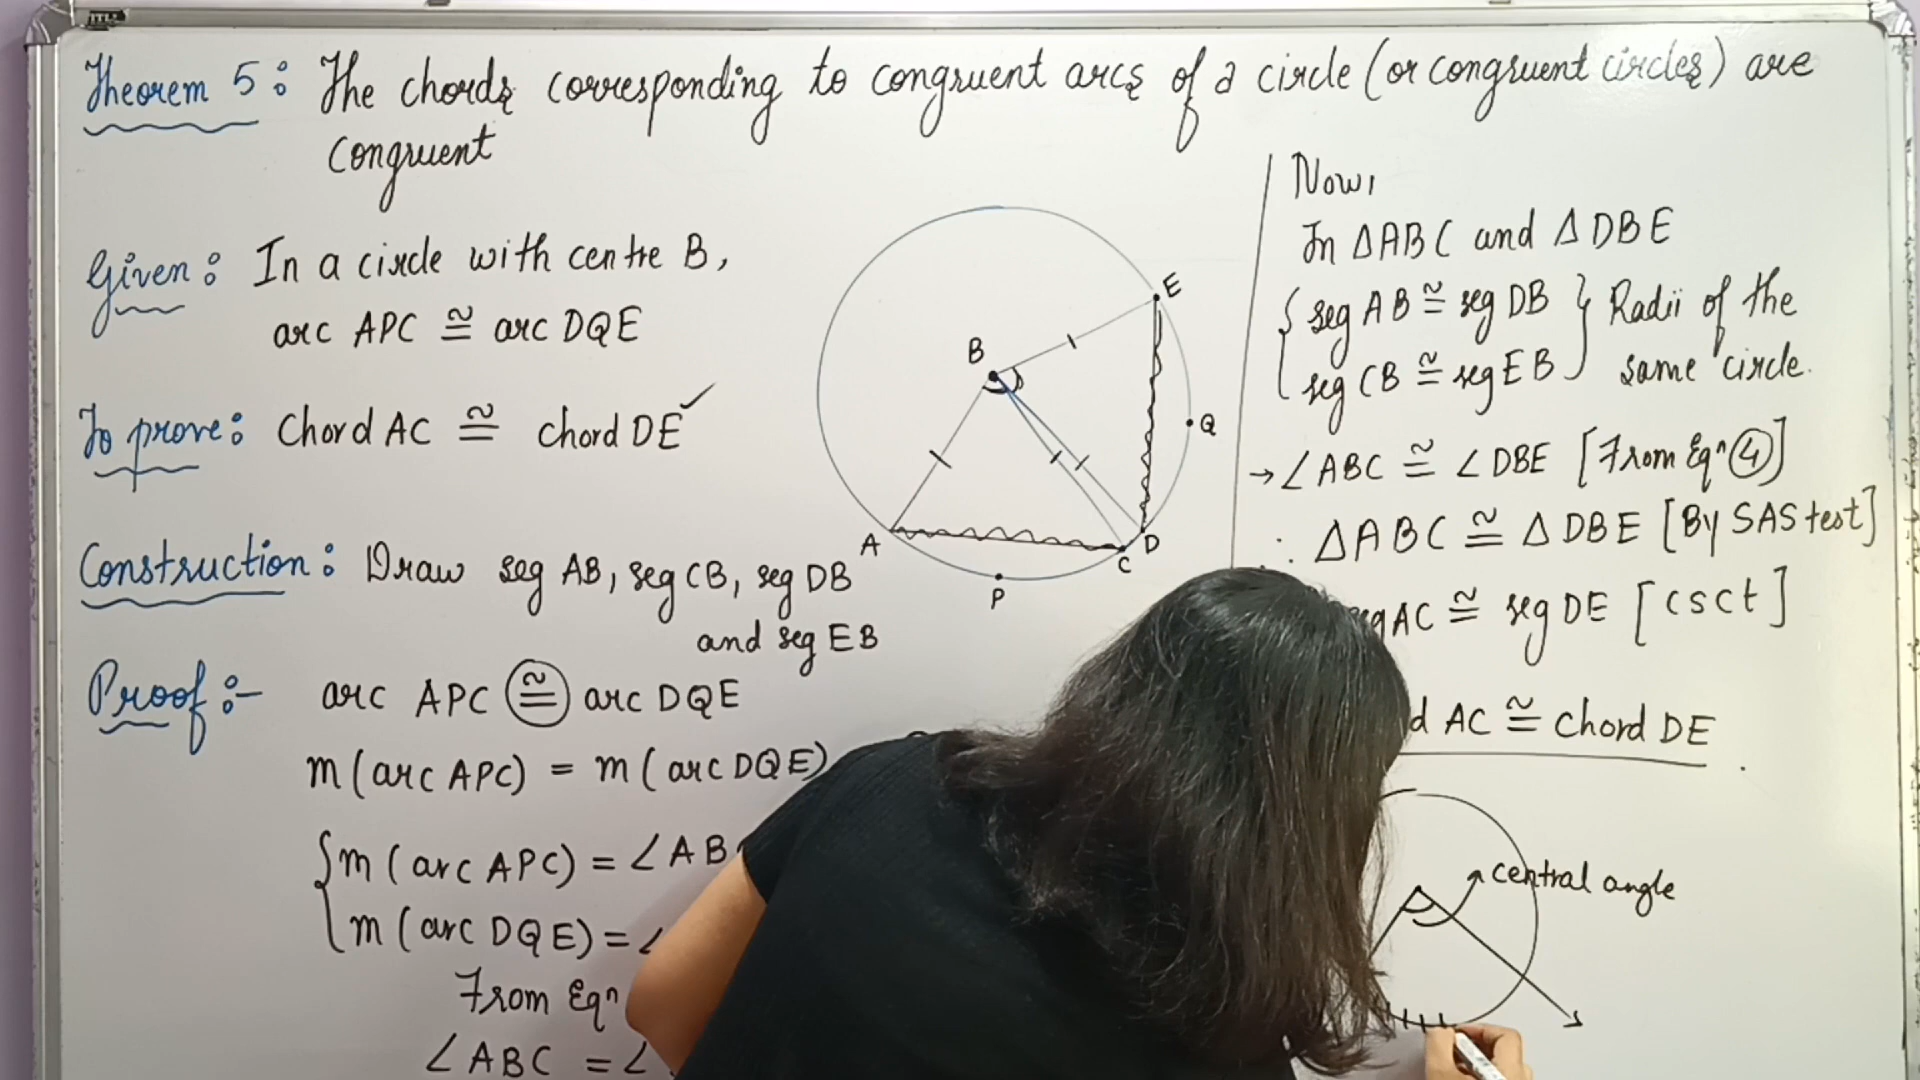 Theorem 5: The chords corresponding to congruent arcs of a circle (or congruent circles) are
congruent
Given: In a circle with centre B,
arc APC ≅ arc DQE
To prove: Chord AC ≅ chord DE ✓
Construction: Draw seg AB, seg CB, seg DB
and seg EB
Proof:- arc APC ≅ arc DQE
m(arc APC) = m(arc DQE)
m(arc APC) = ∠AB
m(arc DQE) = ∠
From Eqn
∠ABC = ∠
B
E
Q
A
D
C
P
Now,
In ΔABC and ΔDBE
{ seg AB ≅ seg DB } Radii of the
seg CB ≅ seg EB same circle.
→ ∠ABC ≅ ∠DBE [From Eqn 4]
∴ ΔABC ≅ ΔDBE [By SAS test]
AC ≅ seg DE [csct]
d AC ≅ Chord DE
central angle